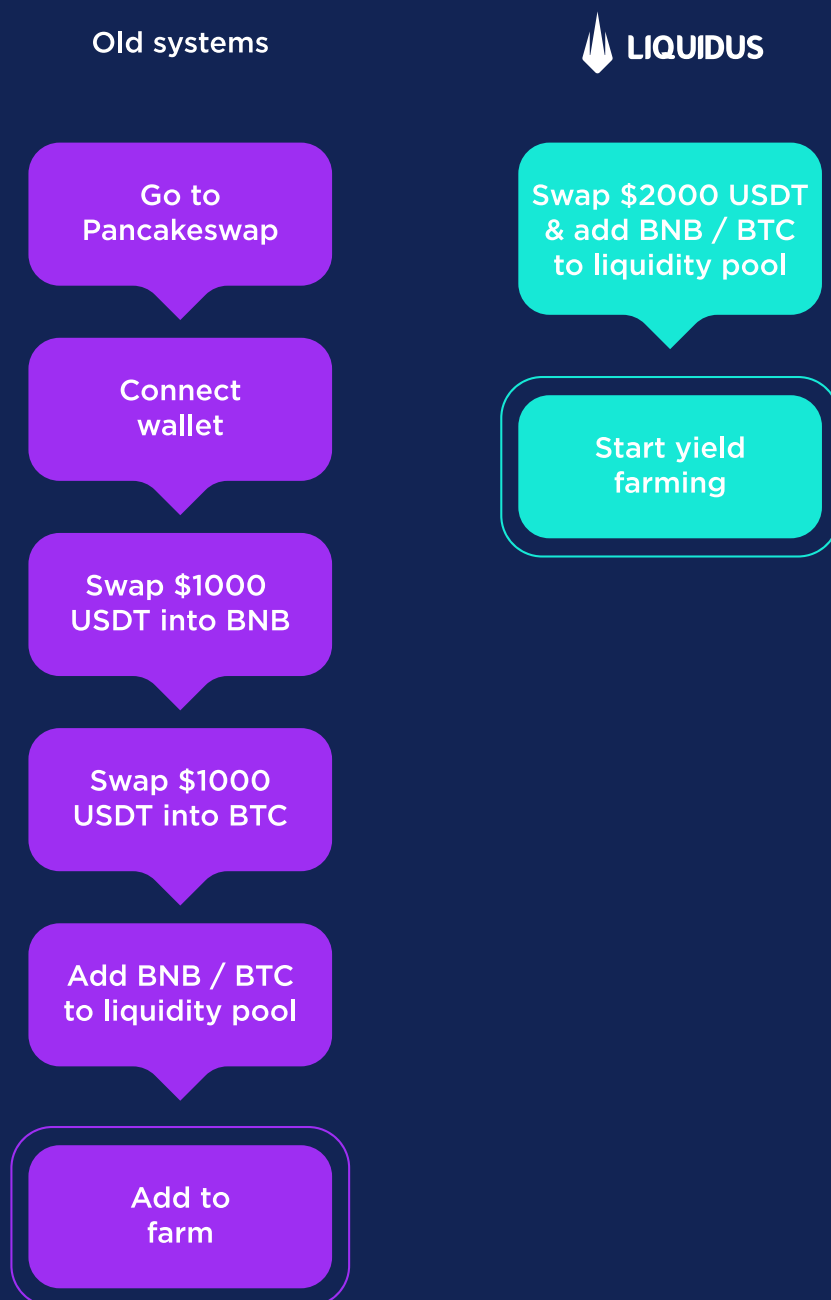 Old systems
LIQUIDUS
Go to
Pancakeswap
Connect
wallet
Swap $1000
USDT into BNB
Swap $1000
USDT into BTC
Add BNB / BTC
to liquidity pool
Add to
farm
Swap $2000 USDT
& add BNB / BTC
to liquidity pool
Start yield
farming